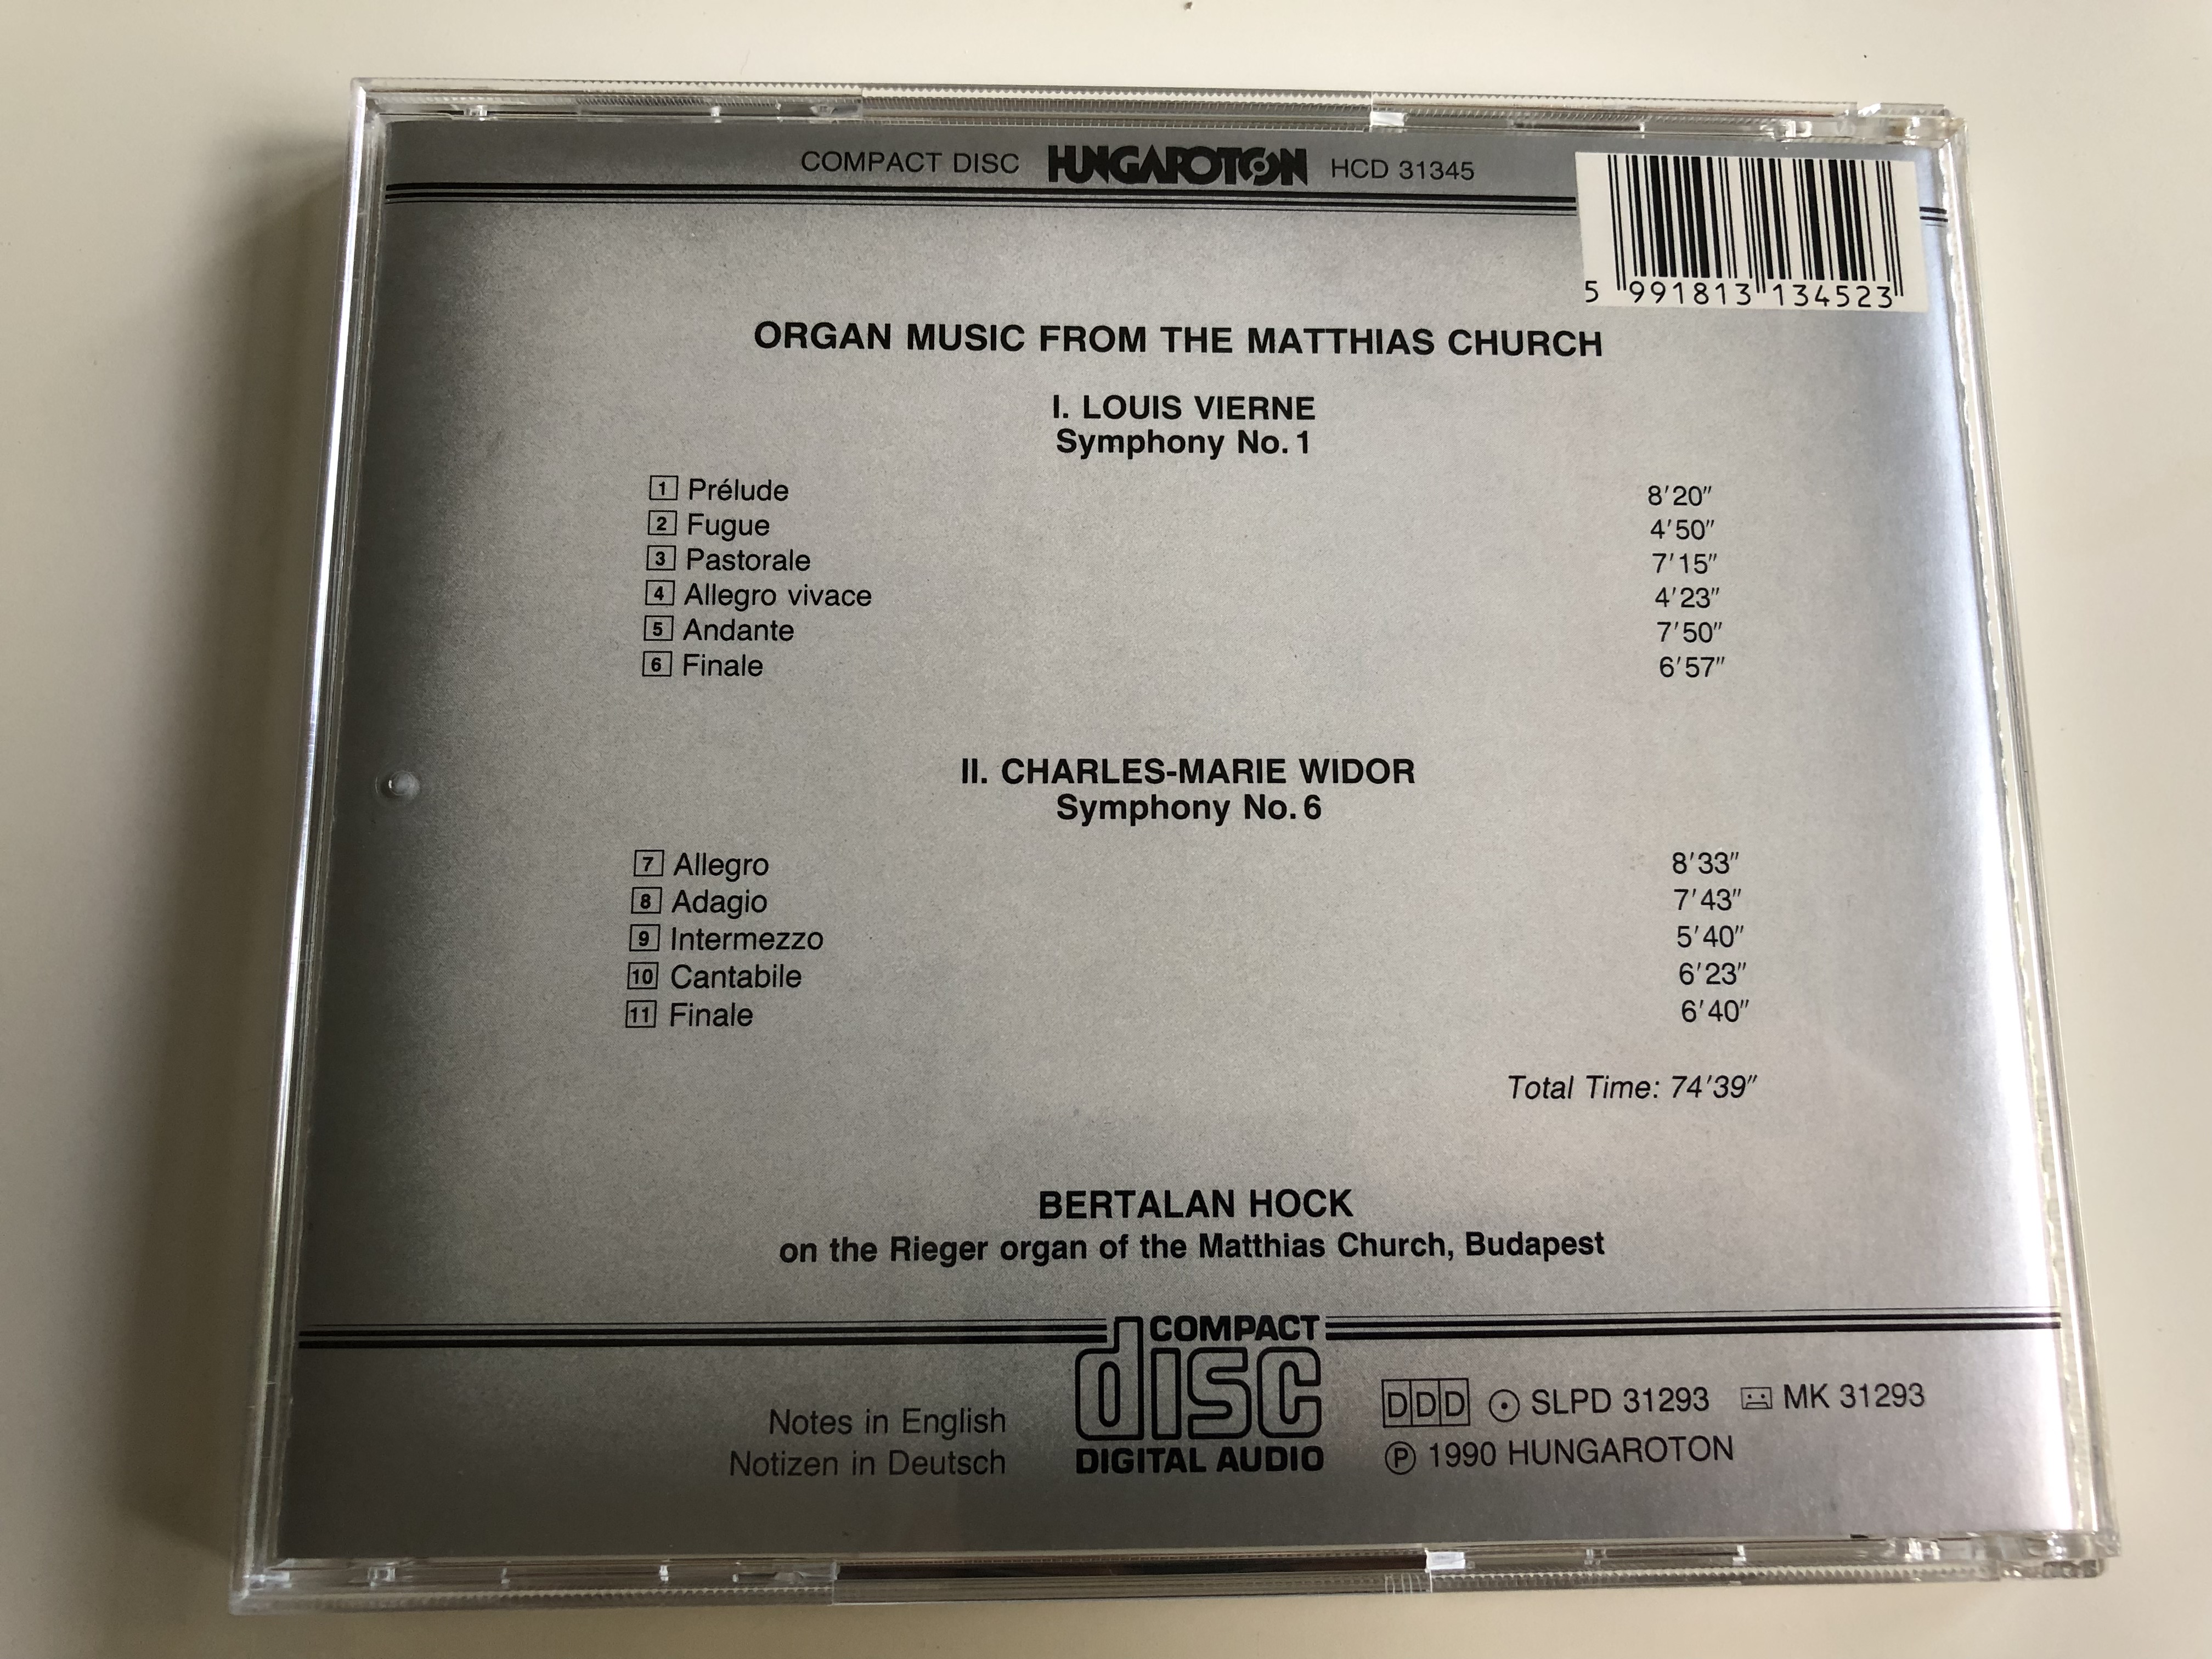 COMPACT DISC HUNGAROTON HCD 31345
5 991813 134523
ORGAN MUSIC FROM THE MATTHIAS CHURCH
I. LOUIS VIERNE
Symphony No. 1
1 Prélude 8'20"
2 Fugue 4'50"
3 Pastorale 7'15"
4 Allegro vivace 4'23"
5 Andante 7'50"
6 Finale 6'57"
II. CHARLES-MARIE WIDOR
Symphony No. 6
7 Allegro 8'33"
8 Adagio 7'43"
9 Intermezzo 5'40"
10 Cantabile 6'23"
11 Finale 6'40"
Total Time: 74'39"
BERTALAN HOCK
on the Rieger organ of the Matthias Church, Budapest
Notes in English
Notizen in Deutsch
COMPACT
disc
DIGITAL AUDIO
DDD SLPD 31293 MK 31293
℗ 1990 HUNGAROTON